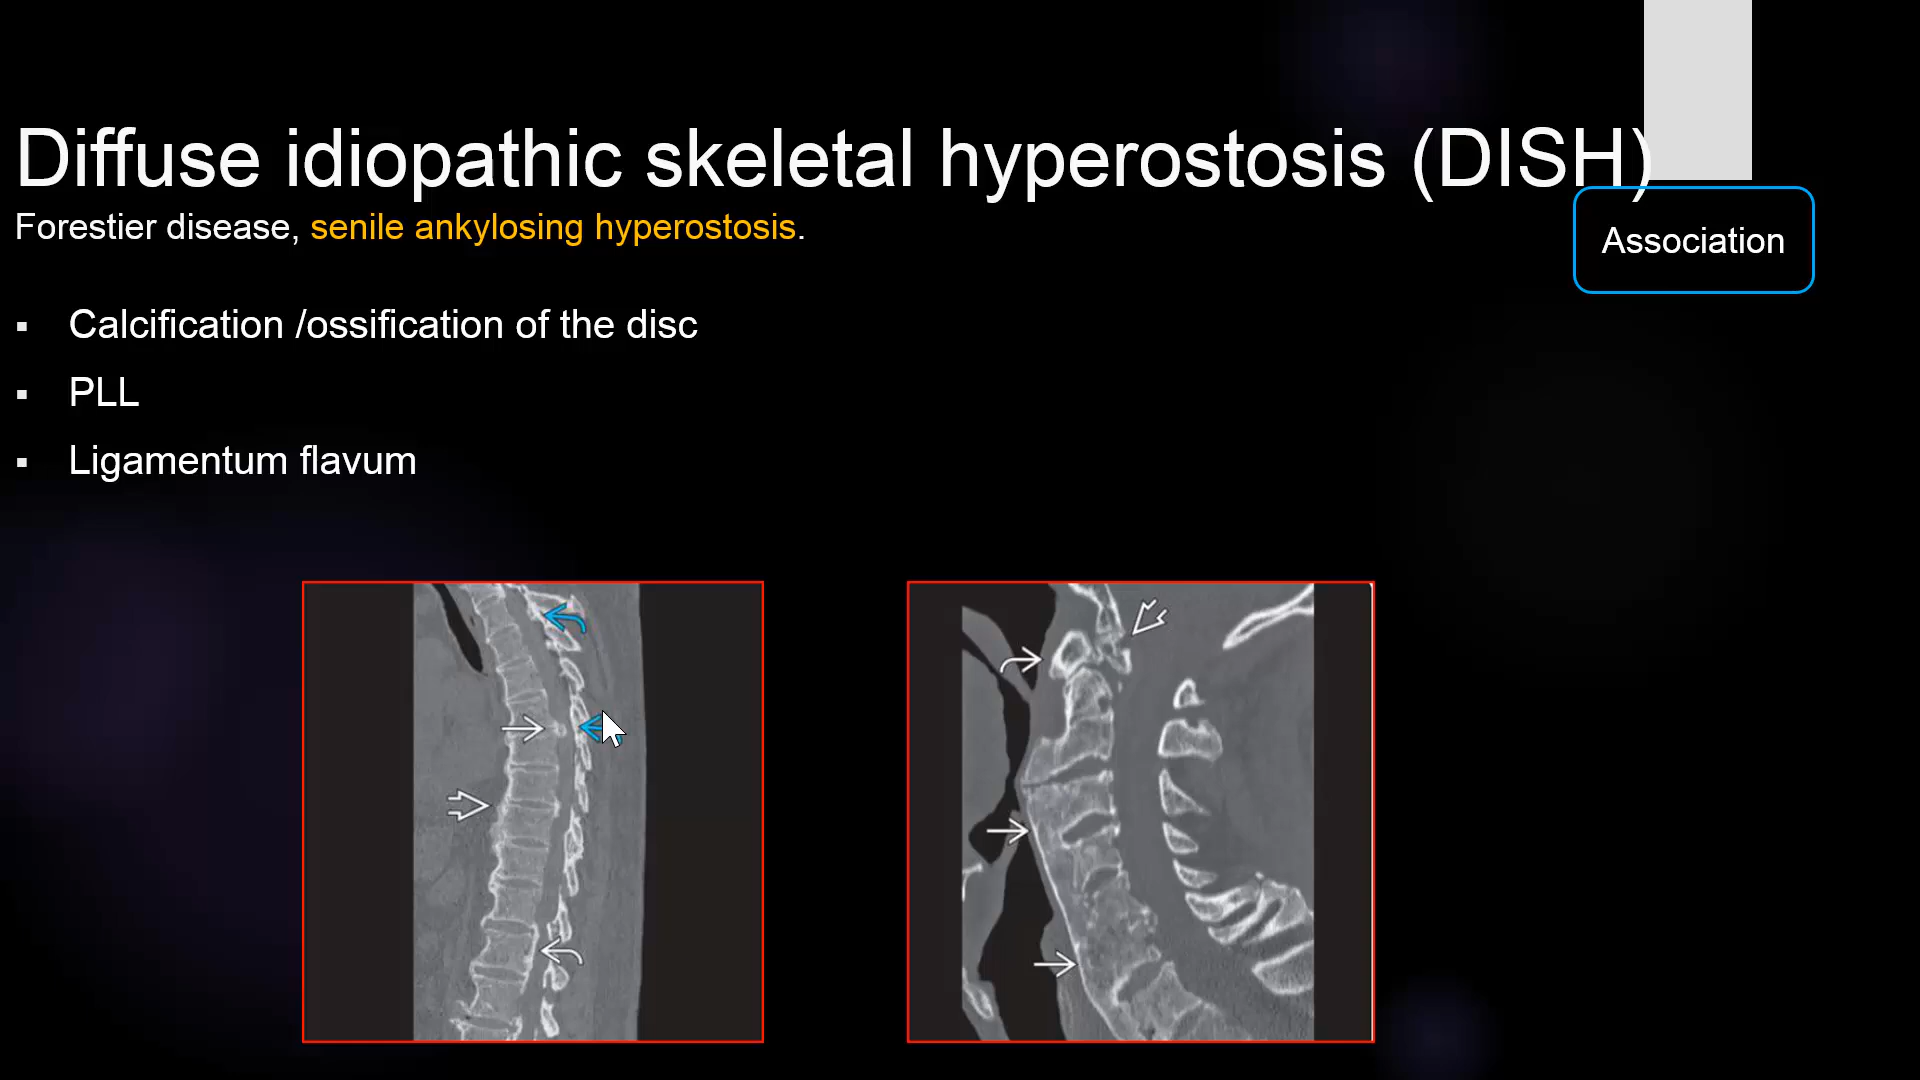 Diffuse idiopathic skeletal hyperostosis (DISH)
Forestier disease, senile ankylosing hyperostosis.
Association
▪ Calcification /ossification of the disc
▪ PLL
▪ Ligamentum flavum